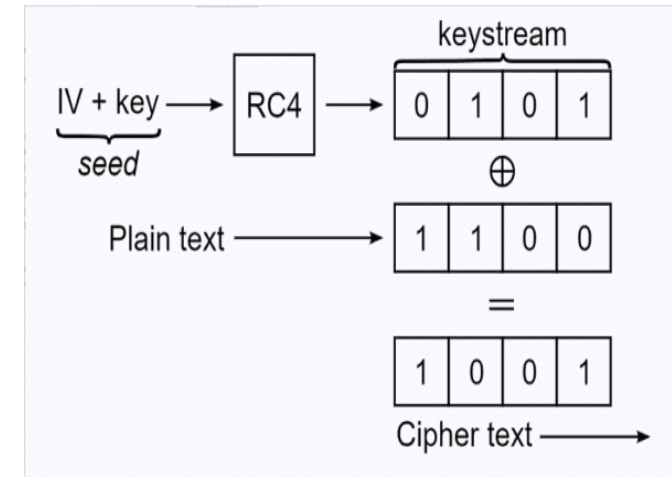 keystream
IV + key
RC4
0 1 0 1
seed
⊕
Plain text
1 1 0 0
=
1 0 0 1
Cipher text